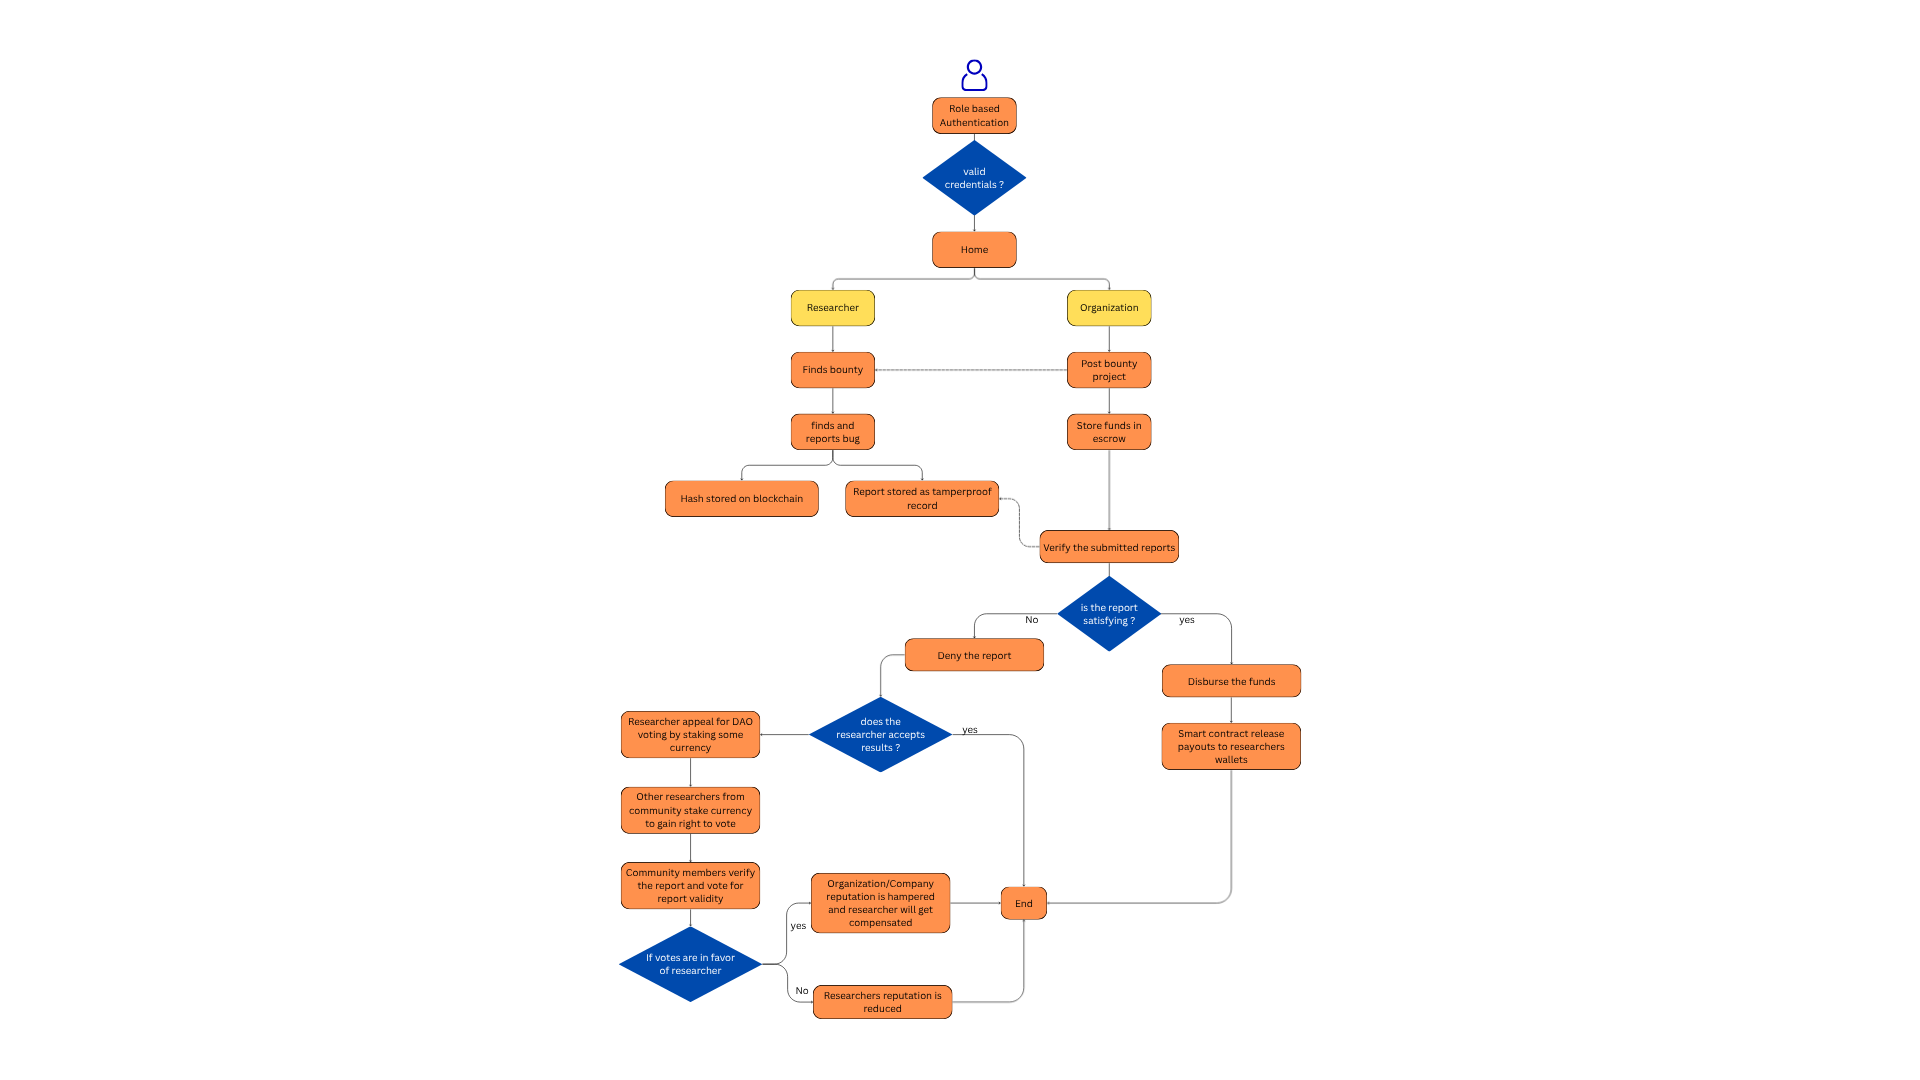 Role based
Authentication
valid
credentials ?
Home
Researcher
Organization
Finds bounty
Post bounty
project
finds and
reports bug
Store funds in
escrow
Hash stored on blockchain
Report stored as tamperproof
record
Verify the submitted reports
is the report
satisfying ?
No
yes
Deny the report
Disburse the funds
Researcher appeal for DAO
voting by staking some
currency
does the
researcher accepts
results ?
yes
Smart contract release
payouts to researchers
wallets
Other researchers from
community stake currency
to gain right to vote
Community members verify
the report and vote for
report validity
Organization/Company
reputation is hampered
and researcher will get
compensated
End
yes
If votes are in favor
of researcher
No
Researchers reputation is
reduced